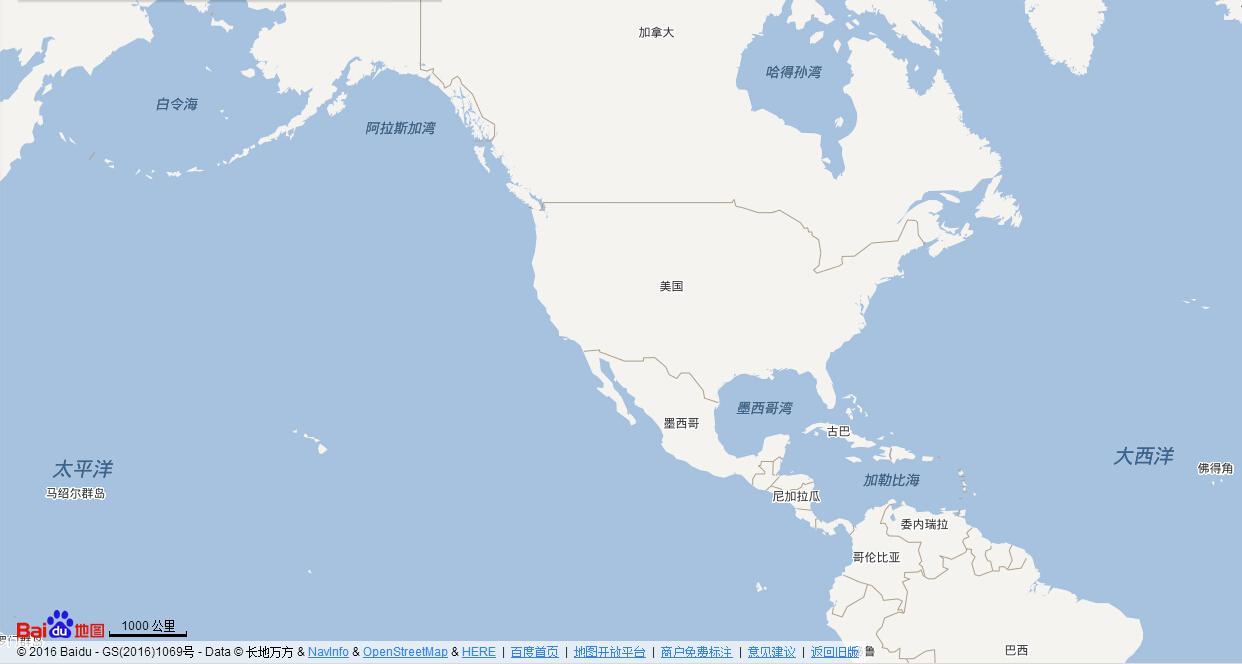 加拿大
哈得孙湾
白令海
阿拉斯加湾
美国
墨西哥湾
墨西哥
古巴
大西洋
太平洋
佛得角
加勒比海
马绍尔群岛
尼加拉瓜
委内瑞拉
哥伦比亚
Bai du 地图
1000 公里
巴西
© 2016 Baidu - GS(2016)1069号 - Data © 长地万方 & NavInfo & OpenStreetMap & HERE | 百度首页 | 地图开放平台 | 商户免费标注 | 意见建议 | 返回旧版 鲁